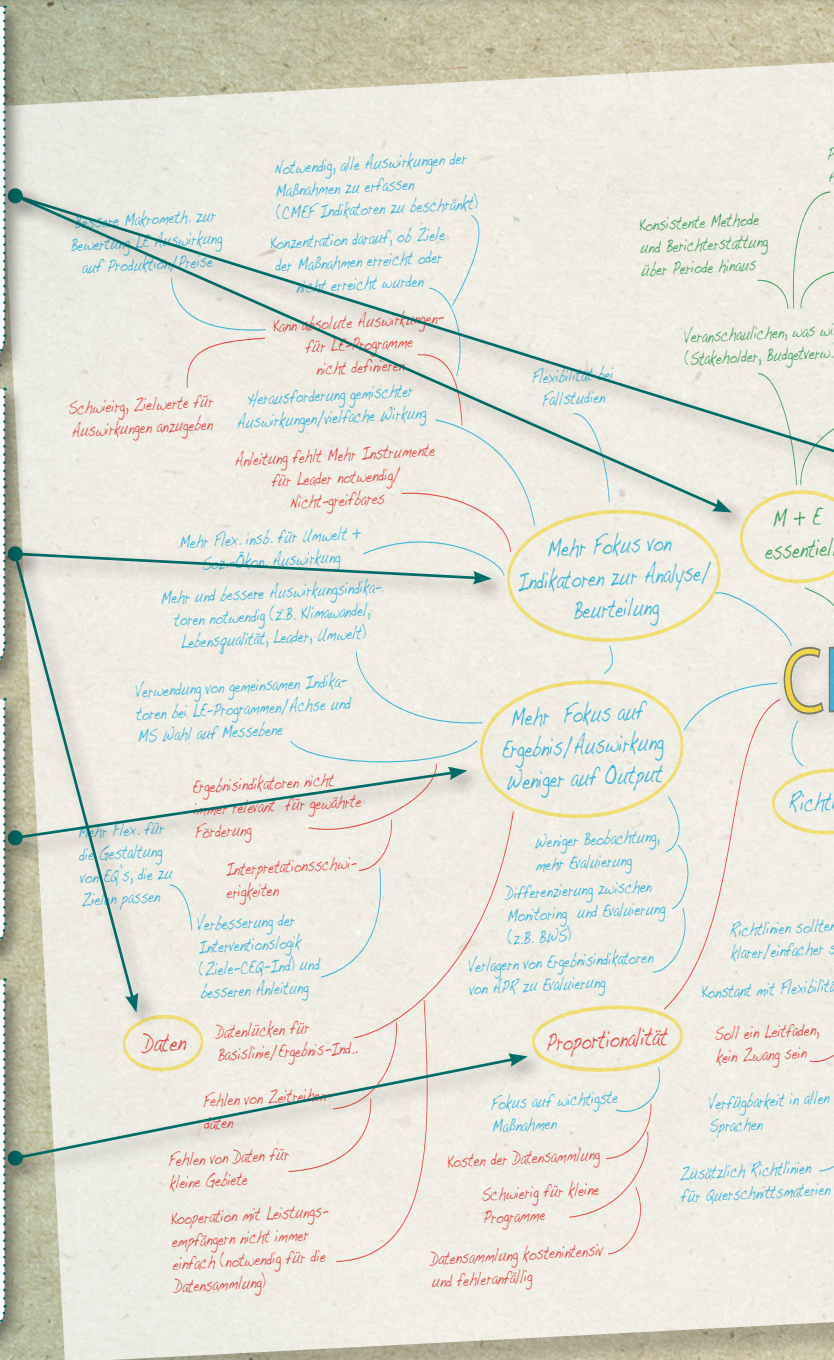 Notwendig, alle Auswirkungen der
Maßnahmen zu erfassen
(CMEF Indikatoren zu beschränkt)
Bessere Makrometh. zur
Bewertung LE Auswirkung
auf Produktion/Preise
Konzentration darauf, ob Ziele
der Maßnahmen erreicht oder
nicht erreicht wurden
Kann absolute Auswirkungen-
für LE-Programme
nicht definieren
Schwieirg, Zielwerte für
Auswirkungen anzugeben
Herausforderung gemischter
Auswirkungen/vielfache Wirkung
Anleitung fehlt Mehr Instrumente
für Leader notwendig/
Nicht-greifbares
Flexibilität bei
Fallstudien
Konsistente Methode
und Berichterstattung
über Periode hinaus
Veranschaulichen, was
(Stakeholder, Budgetverw.
M + E
essentiell
Mehr Flex. insb. für Umwelt +
Soz-Ökon. Auswirkung
Mehr und bessere Auswirkungsindika-
toren notwendig (z.B. Klimawandel,
Lebensqualität, Leader, Umwelt)
Mehr Fokus von
Indikatoren zur Analyse/
Beurteilung
Verwendung von gemeinsamen Indika-
toren bei LE-Programmen/Achse und
MS Wahl auf Messebene
Mehr Fokus auf
Ergebnis/Auswirkung
Weniger auf Output
Ergebnisindikatoren nicht
immer relevant für gewährte
Förderung
Mehr Flex. für
die Gestaltung
von EQ's, die zu
Zielen passen
Interpretationsschwi-
erigkeiten
Verbesserung der
Interventionslogik
(Ziele-CEQ-Ind) und
besseren Anleitung
Weniger Beobachtung,
mehr Evaluierung
Differenzierung zwischen
Monitoring und Evaluierung
(z.B. BWS)
Verlagern von Ergebnisindikatoren
von APR zu Evaluierung
Richtlinien sollten
klarer/einfacher
Konstant mit
Soll ein Leitfaden,
kein Zwang sein
Verfügbarkeit in allen
Sprachen
Zusätzlich Richtlinien
für Querschnittsmaterien
Daten
Datenlücken für
Basislinie/Ergebnis-Ind..
Fehlen von Zeitreihen-
daten
Fehlen von Daten für
kleine Gebiete
Kooperation mit Leistungs-
empfängern nicht immer
einfach (notwendig für die
Datensammlung)
Proportionalität
Fokus auf wichtigste
Maßnahmen
Kosten der Datensammlung
Schwierig für kleine
Programme
Datensammlung kostenintensiv
und fehleranfällig